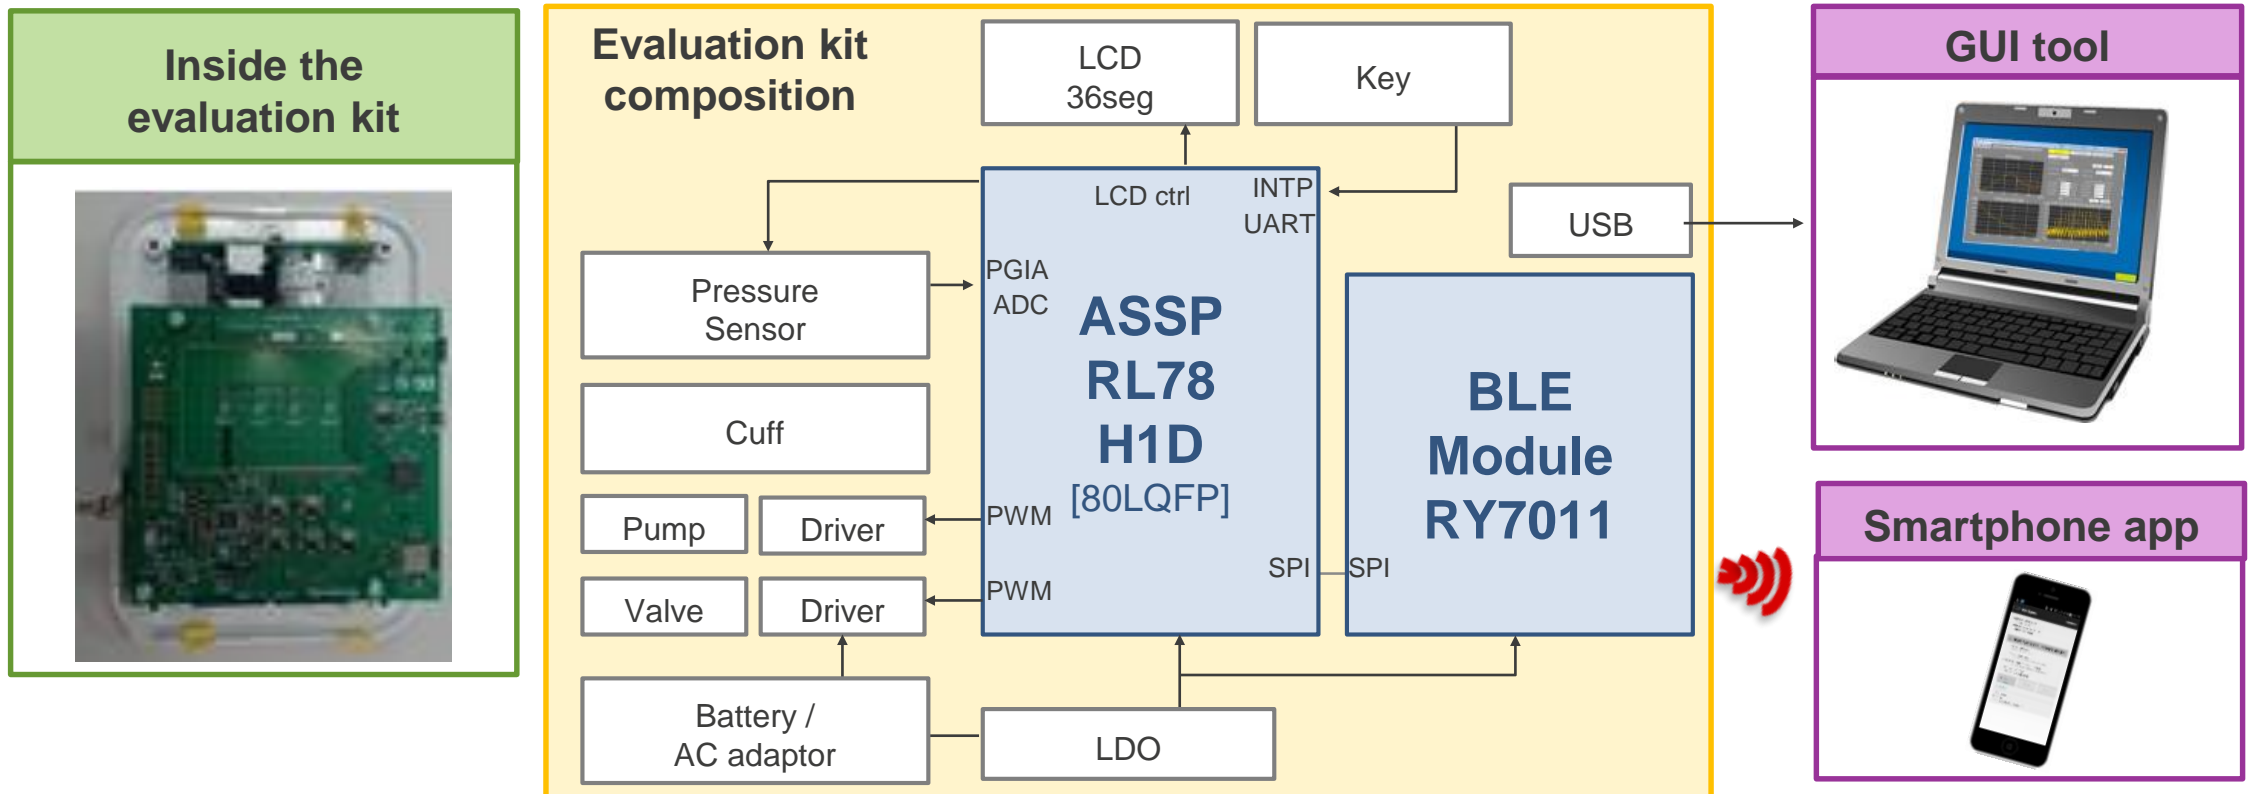 Inside the
evaluation kit
Evaluation kit
composition
LCD
36seg
Key
LCD ctrl
INTP
UART
USB
Pressure
Sensor
PGIA
ADC
ASSP
RL78
H1D
[80LQFP]
Cuff
BLE
Module
RY7011
Pump
Driver
PWM
Valve
Driver
PWM
SPI
SPI
Battery /
AC adaptor
LDO
GUI tool
Smartphone app